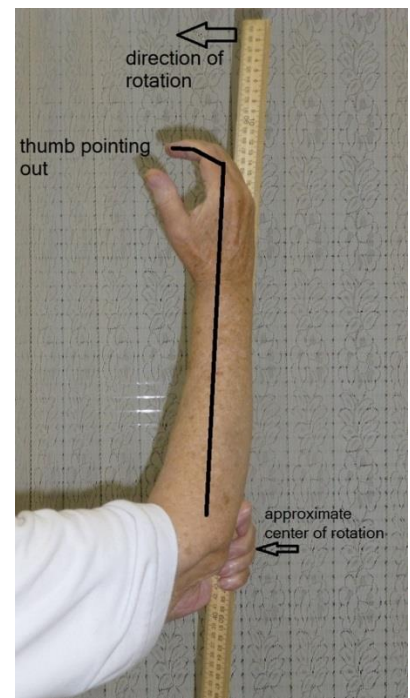 direction of
rotation
thumb pointing
out
approximate
center of rotation